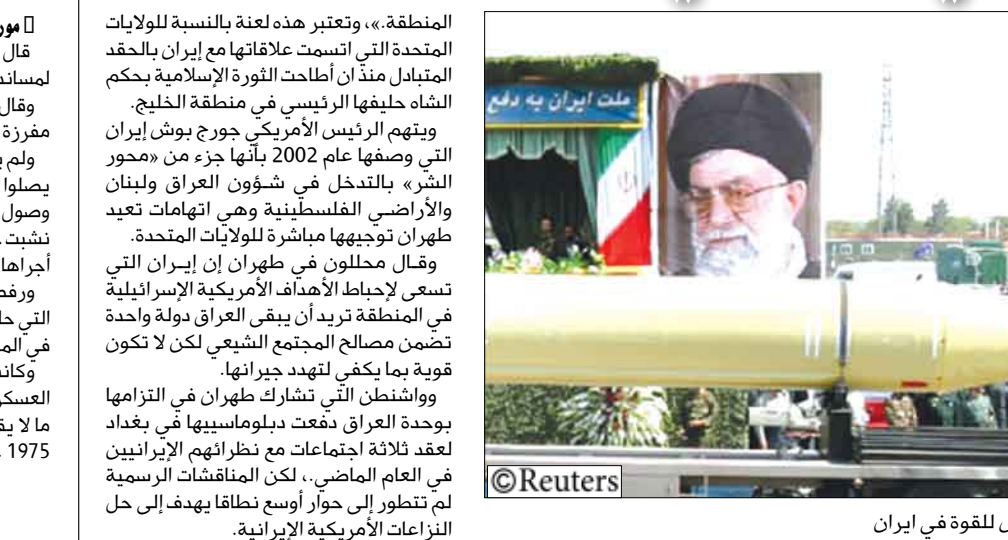 ملت ايران به دفع
©Reuters
ل للقوة في ايران
المنطقة.»، وتعتبر هذه لعنة بالنسبة للولايات
المتحدة التي اتسمت علاقاتها مع إيران بالحقد
المتبادل منذ ان أطاحت الثورة الإسلامية بحكم
الشاه حليفها الرئيسي في منطقة الخليج.
ويتهم الرئيس الأمريكي جورج بوش إيران
التي وصفها عام 2002 بأنها جزء من «محور
الشر» بالتدخل في شؤون العراق ولبنان
والأراضي الفلسطينية وهي اتهامات تعيد
طهران توجيهها مباشرة للولايات المتحدة.
وقال محللون في طهران إن إيران التي
تسعى لإحباط الأهداف الأمريكية الإسرائيلية
في المنطقة تريد أن يبقى العراق دولة واحدة
تضمن مصالح المجتمع الشيعي لكن لا تكون
قوية بما يكفي لتهدد جيرانها.
وواشنطن التي تشارك طهران في التزامها
بوحدة العراق دفعت دبلوماسييها في بغداد
لعقد ثلاثة اجتماعات مع نظرائهم الإيرانيين
في العام الماضي.، لكن المناقشات الرسمية
لم تتطور إلى حوار أوسع نطاقا يهدف إلى حل
النزاعات الأمريكية الإيرانية.
مور
قال
لمساند
وقال
مفرزة
ولم ي
يصلوا
وصول
نشبت
أجراها
ورفض
التي حا
في الم
وكاند
العسكر
ما لا يق
1975